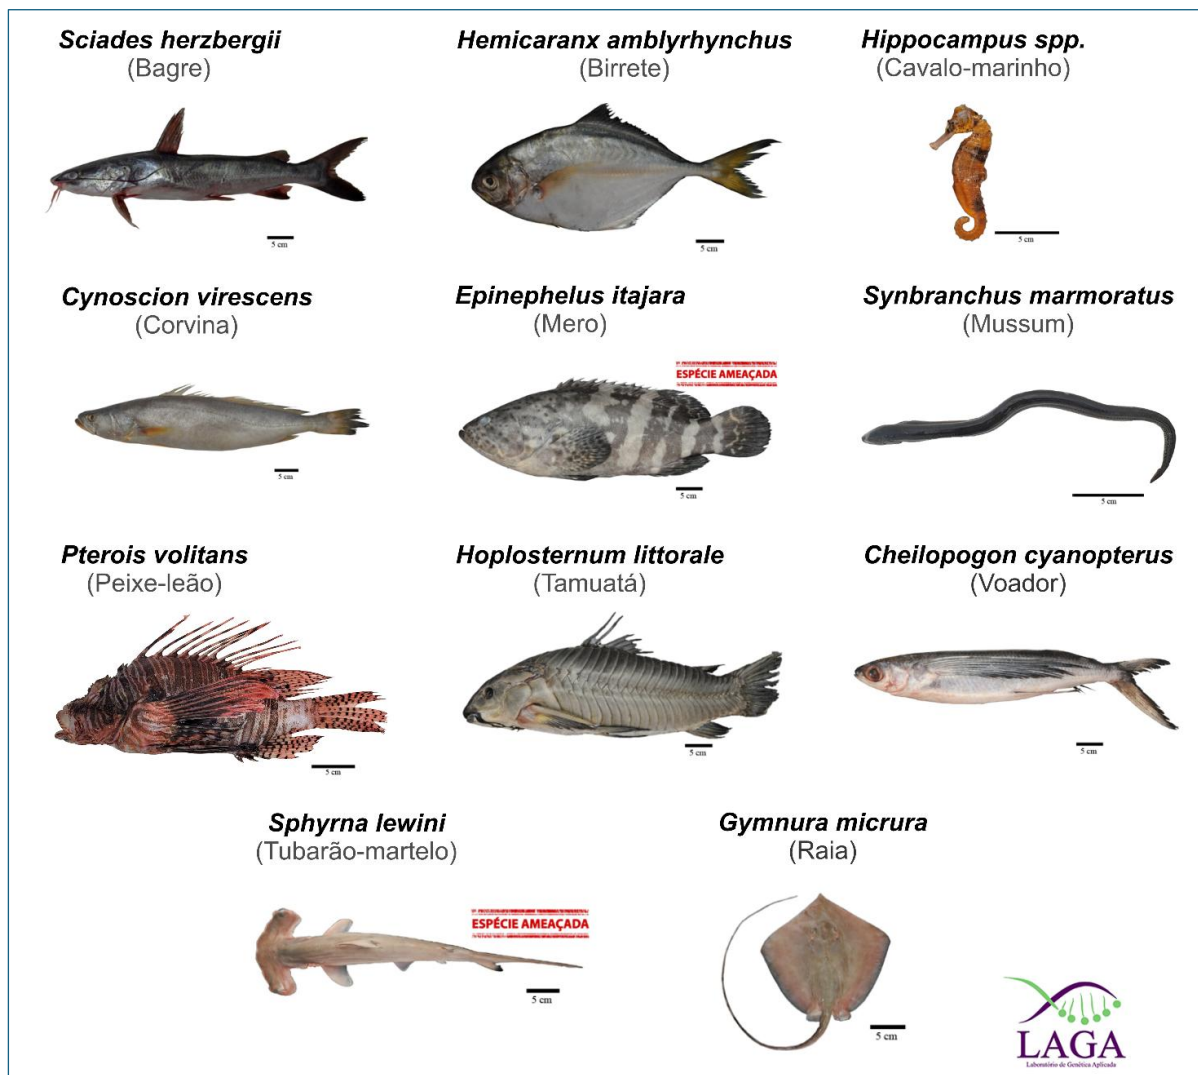 Sciades herzbergii
(Bagre)
5 cm
Hemicaranx amblyrhynchus
(Birrete)
5 cm
Hippocampus spp.
(Cavalo-marinho)
5 cm
Cynoscion virescens
(Corvina)
5 cm
Epinephelus itajara
(Mero)
ESPÉCIE AMEAÇADA
5 cm
Synbranchus marmoratus
(Mussum)
5 cm
Pterois volitans
(Peixe-leão)
5 cm
Hoplosternum littorale
(Tamuatá)
5 cm
Cheilopogon cyanopterus
(Voador)
5 cm
Sphyrna lewini
(Tubarão-martelo)
ESPÉCIE AMEAÇADA
5 cm
Gymnura micrura
(Raia)
5 cm
LAGA
Laboratório de Genética Aplicada